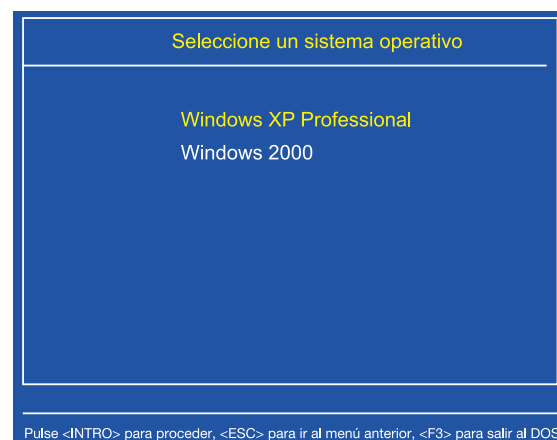 Seleccione un sistema operativo
Windows XP Professional
Windows 2000
Pulse <INTRO> para proceder, <ESC> para ir al menú anterior, <F3> para salir al DOS